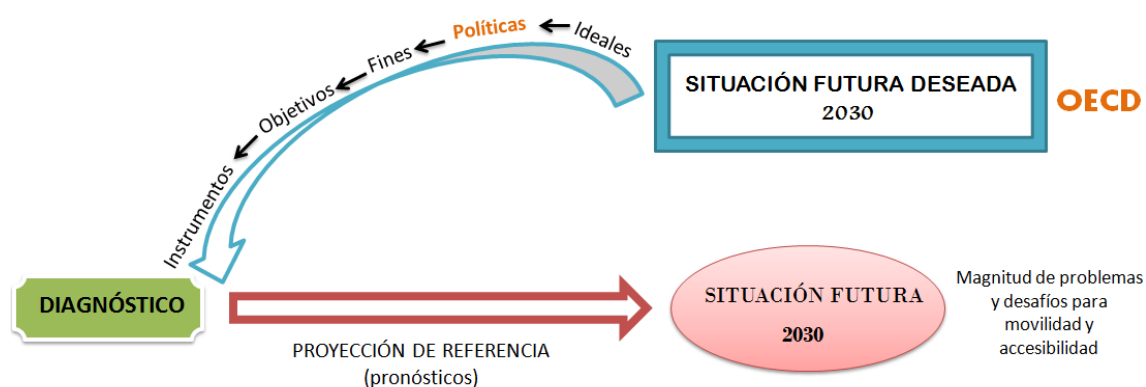 Ideales
Políticas
Fines
Objetivos
Instrumentos
SITUACIÓN FUTURA DESEADA
2030
OECD
DIAGNÓSTICO
PROYECCIÓN DE REFERENCIA
(pronósticos)
SITUACIÓN FUTURA
2030
Magnitud de problemas
y desafíos para
movilidad y
accesibilidad